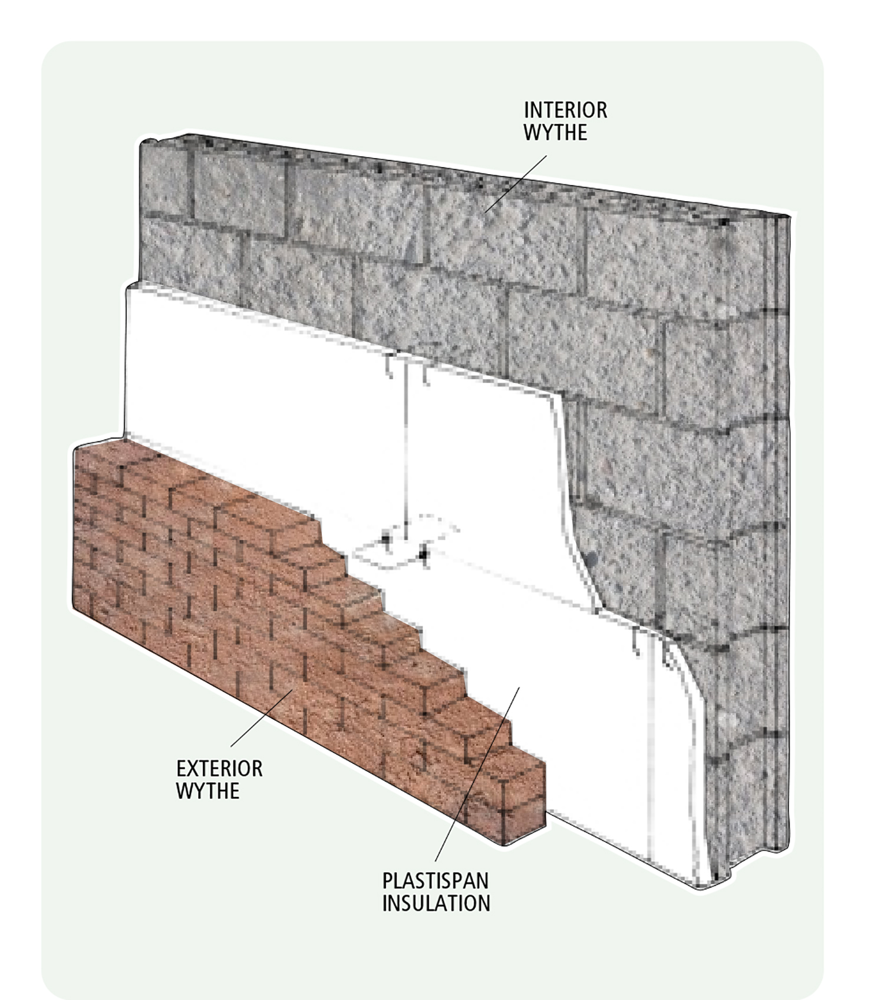 INTERIOR
WYTHE
EXTERIOR
WYTHE
PLASTISPAN
INSULATION